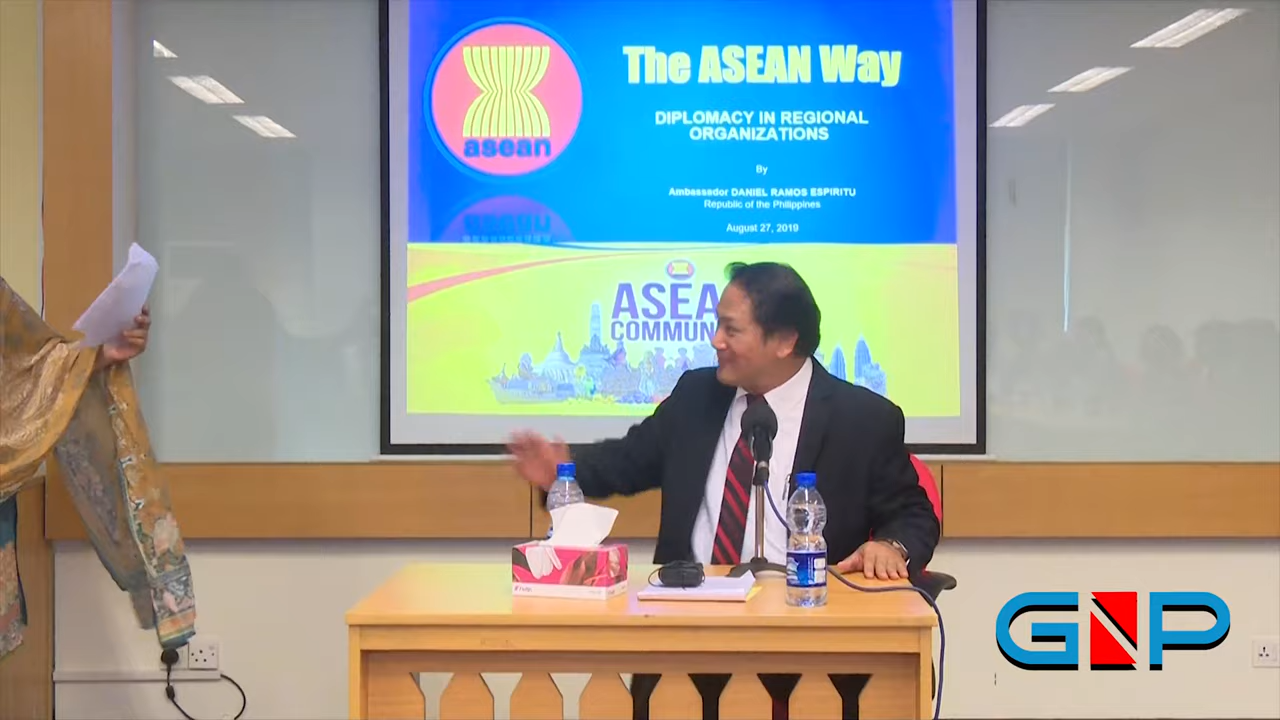 The ASEAN Way
DIPLOMACY IN REGIONAL
ORGANIZATIONS
By
Ambassador DANIEL RAMOS ESPIRITU
Republic of the Philippines
August 27, 2019
asean
ASEA
COMMUN
GNP